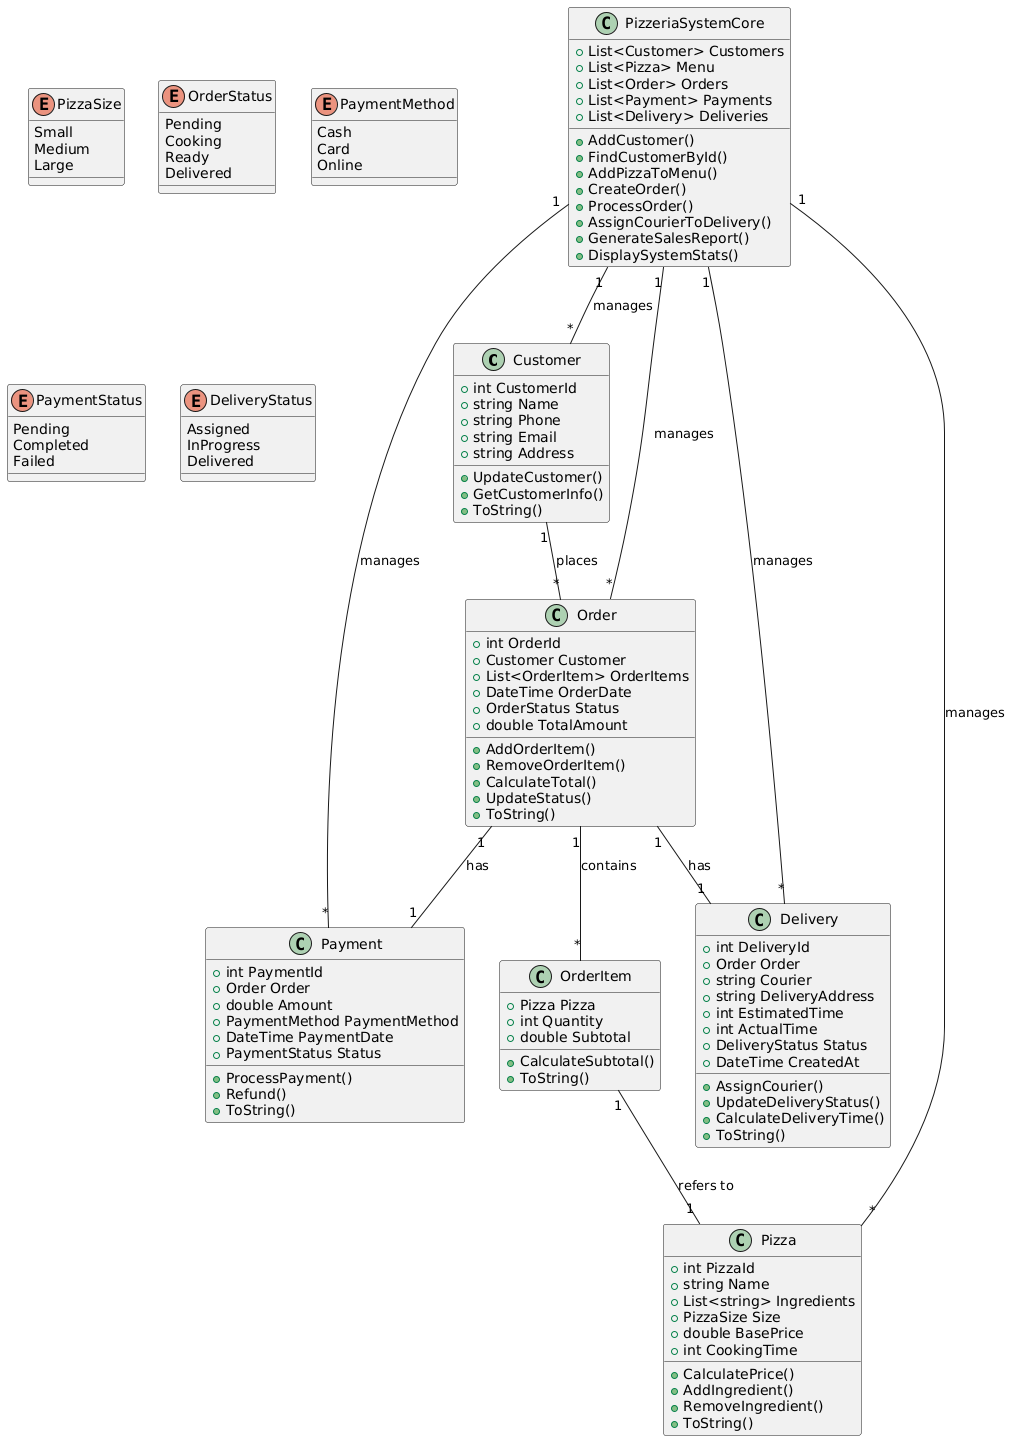 C PizzeriaSystemCore
List<Customer> Customers
List<Pizza> Menu
List<Order> Orders
List<Payment> Payments
List<Delivery> Deliveries
AddCustomer()
FindCustomerById()
AddPizzaToMenu()
CreateOrder()
ProcessOrder()
AssignCourierToDelivery()
GenerateSalesReport()
DisplaySystemStats()
E PizzaSize
Small
Medium
Large
E OrderStatus
Pending
Cooking
Ready
Delivered
E PaymentMethod
Cash
Card
Online
1
1
1
1
1
manages
*
manages
manages
manages
manages
E PaymentStatus
Pending
Completed
Failed
E DeliveryStatus
Assigned
InProgress
Delivered
C Customer
int CustomerId
string Name
string Phone
string Email
string Address
UpdateCustomer()
GetCustomerInfo()
ToString()
1
places
*
*
C Order
int OrderId
Customer Customer
List<OrderItem> OrderItems
DateTime OrderDate
OrderStatus Status
double TotalAmount
AddOrderItem()
RemoveOrderItem()
CalculateTotal()
UpdateStatus()
ToString()
1
1
1
has
contains
has
*
1
*
1
*
C Payment
int PaymentId
Order Order
double Amount
PaymentMethod PaymentMethod
DateTime PaymentDate
PaymentStatus Status
ProcessPayment()
Refund()
ToString()
C OrderItem
Pizza Pizza
int Quantity
double Subtotal
CalculateSubtotal()
ToString()
C Delivery
int DeliveryId
Order Order
string Courier
string DeliveryAddress
int EstimatedTime
int ActualTime
DeliveryStatus Status
DateTime CreatedAt
AssignCourier()
UpdateDeliveryStatus()
CalculateDeliveryTime()
ToString()
1
refers to
1
*
C Pizza
int PizzaId
string Name
List<string> Ingredients
PizzaSize Size
double BasePrice
int CookingTime
CalculatePrice()
AddIngredient()
RemoveIngredient()
ToString()